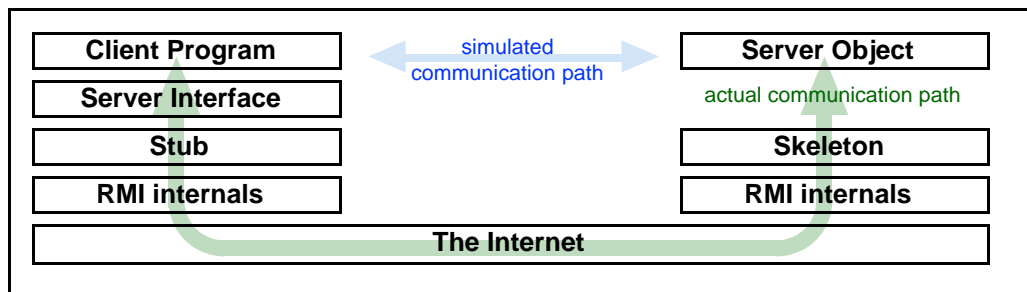 Client Program
simulated
communication path
Server Object
Server Interface
actual communication path
Stub
Skeleton
RMI internals
RMI internals
The Internet